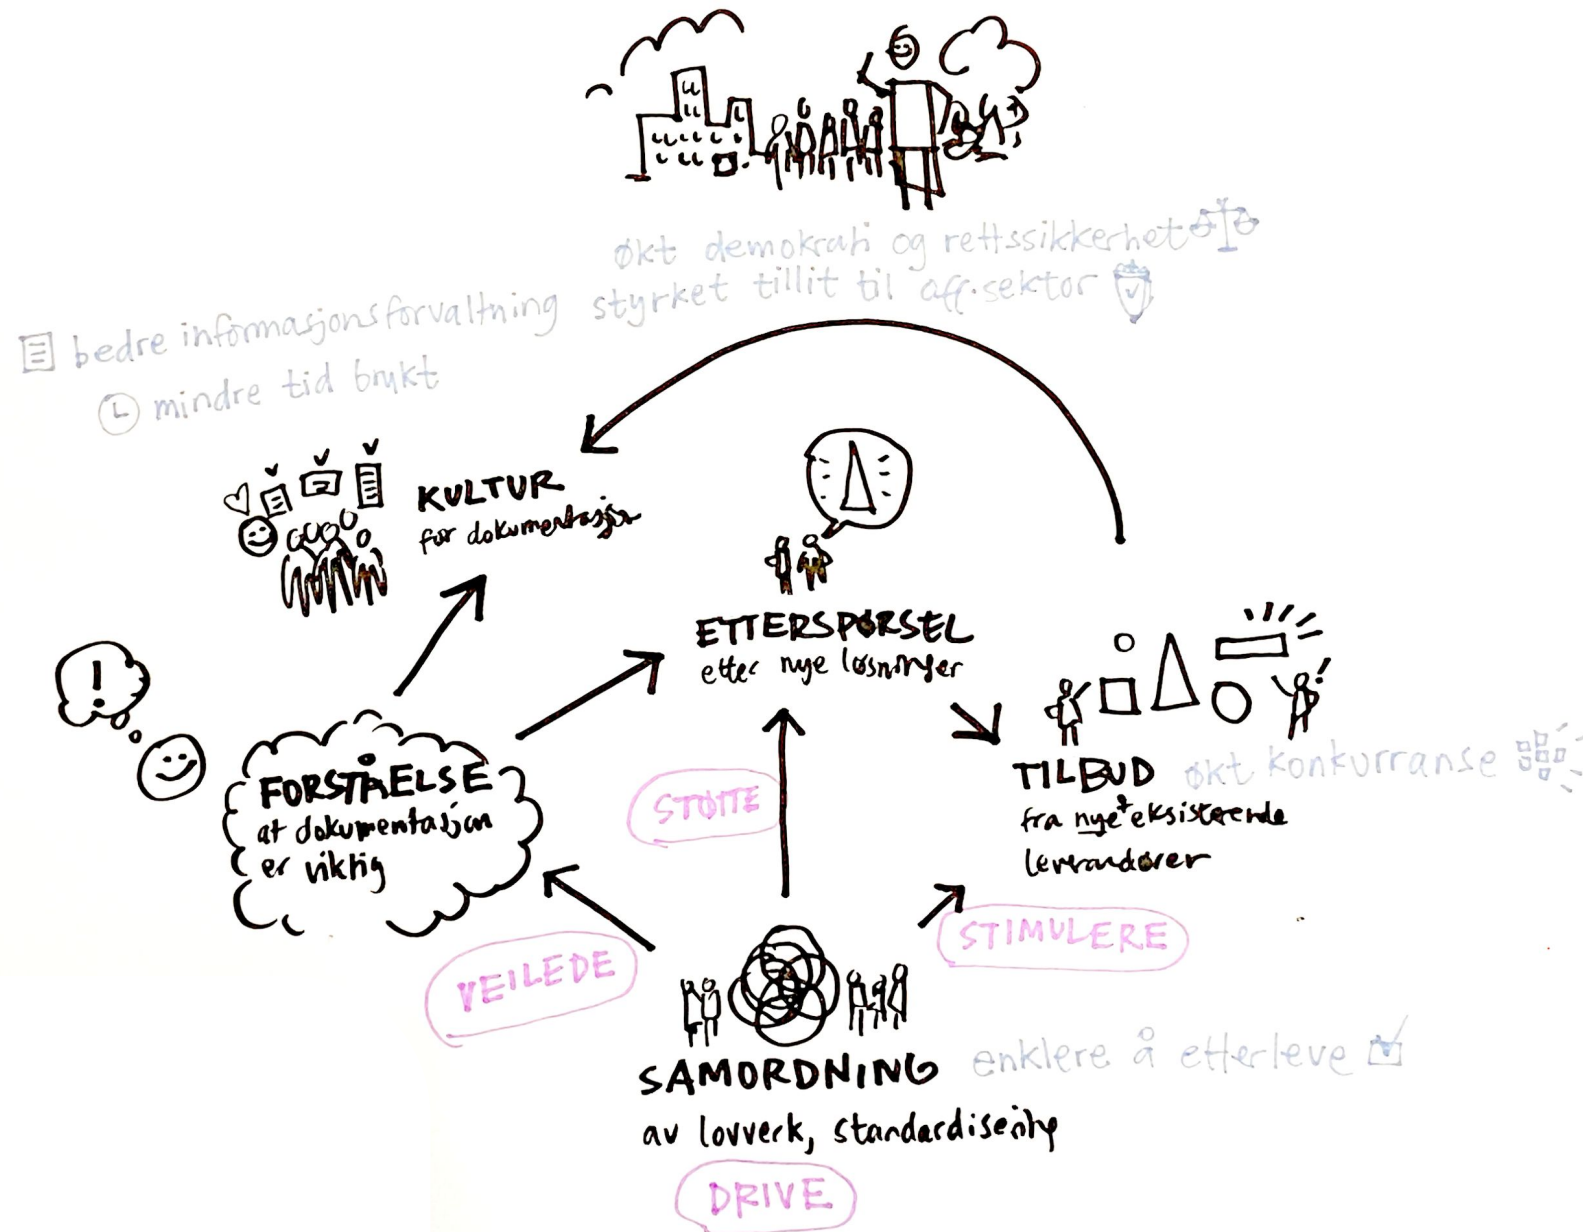 økt demokrati og rettssikkerhet
styrket tillit til off. sektor
bedre informasjonsforvaltning
mindre tid brukt
KULTUR
for dokumentasjon
ETTERSPØRSEL
etter nye løsninger
!
FORSTÅELSE
at dokumentasjon
er viktig
STØTTE
TILBUD
økt konkurranse
fra nye + eksisterende
leverandører
VEILEDE
STIMULERE
SAMORDNING
enklere å etterleve
av lovverk, standardisering
DRIVE